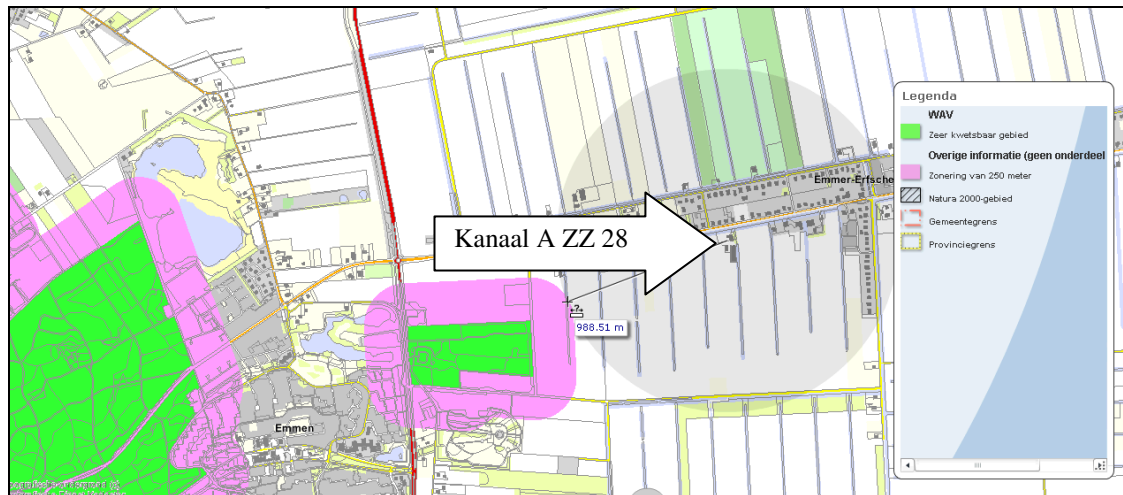 Kanaal A ZZ 28
Emmer-Erfsche
988.51 m
?
Emmen
Legenda
WAV
Zeer kwetsbaar gebied
Overige informatie (geen onderdeel
Zonering van 250 meter
Natura 2000-gebied
Gemeentegrens
Provinciegrens